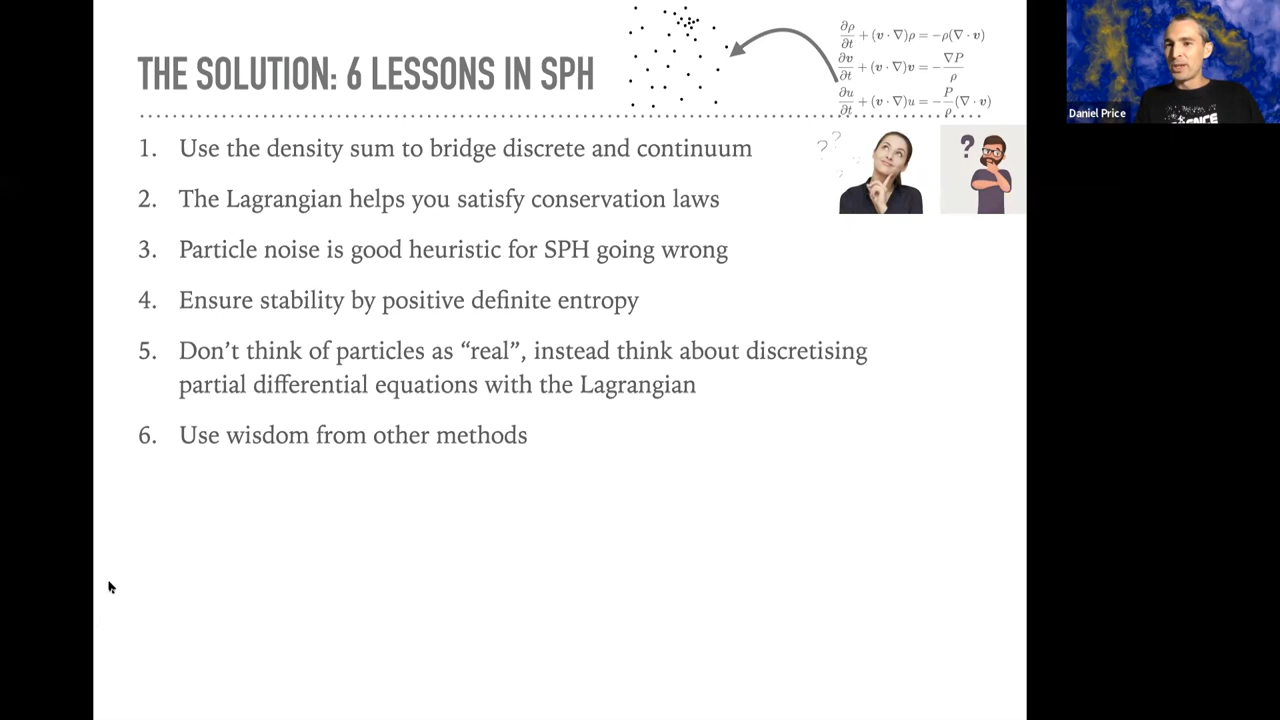 THE SOLUTION: 6 LESSONS IN SPH
∂ρ/∂t + (v · ∇)ρ = −ρ(∇ · v)
∂v/∂t + (v · ∇)v = −∇P/ρ
∂u/∂t + (v · ∇)u = −P/ρ(∇ · v)
Daniel Price
? ?
?
1. Use the density sum to bridge discrete and continuum
2. The Lagrangian helps you satisfy conservation laws
3. Particle noise is good heuristic for SPH going wrong
4. Ensure stability by positive definite entropy
5. Don’t think of particles as “real”, instead think about discretising
partial differential equations with the Lagrangian
6. Use wisdom from other methods